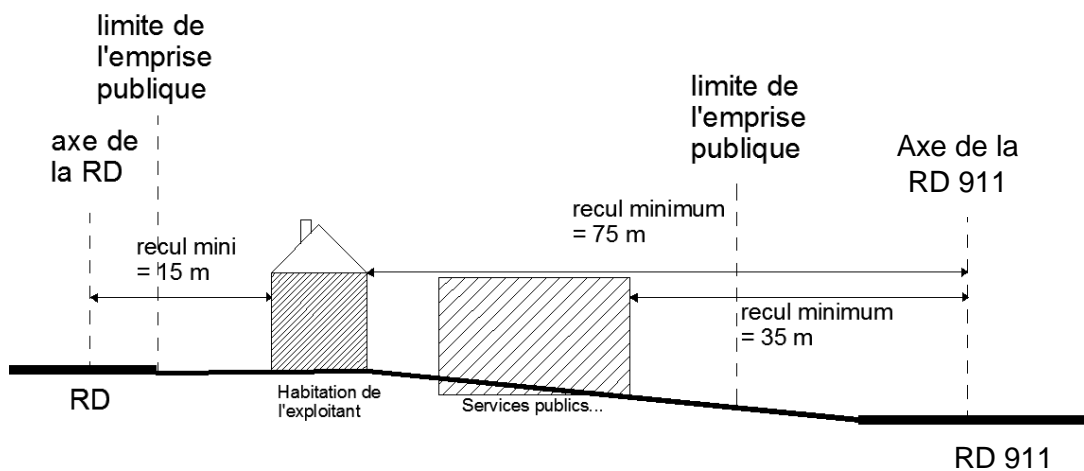 limite de
l'emprise
publique
axe de
la RD
limite de
l'emprise
publique
Axe de la
RD 911
recul mini
= 15 m
recul minimum
= 75 m
recul minimum
= 35 m
RD
Habitation de
l'exploitant
Services publics...
RD 911